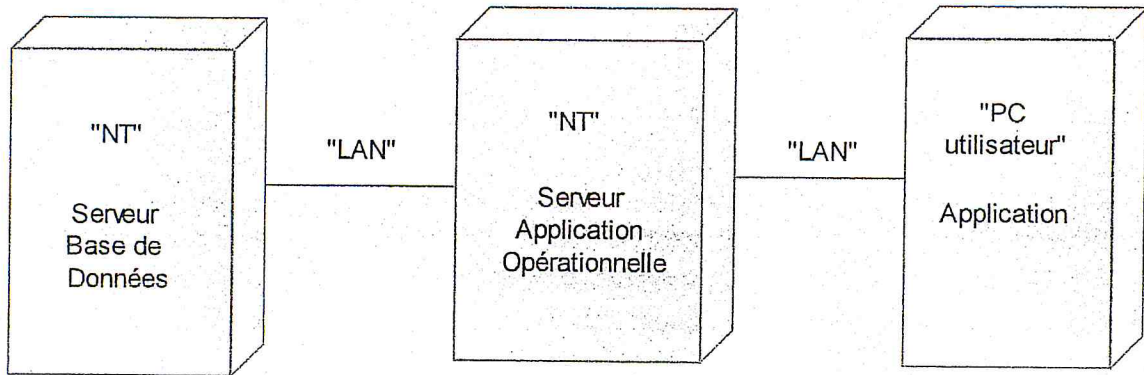 "NT"
Serveur
Base de
Données
"LAN"
"NT"
Serveur
Application
Opérationnelle
"LAN"
"PC
utilisateur"
Application